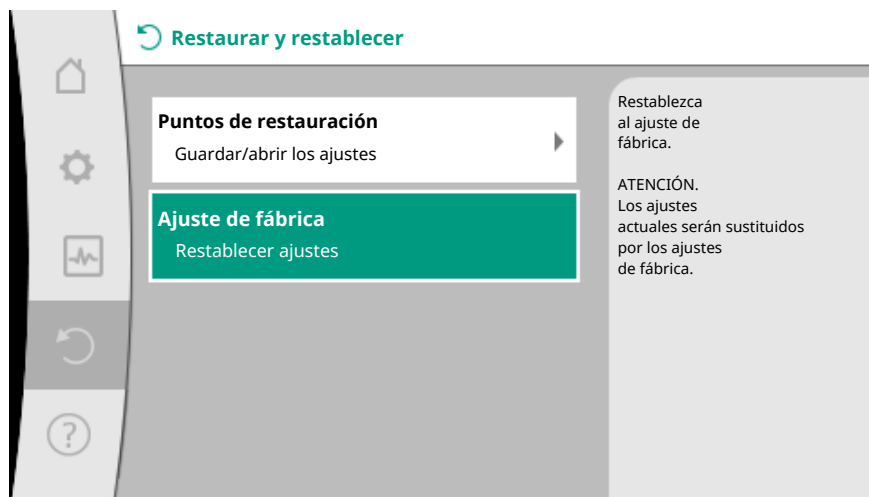 Restaurar y restablecer
Puntos de restauración
Guardar/abrir los ajustes
Ajuste de fábrica
Restablecer ajustes
Restablezca
al ajuste de
fábrica.
ATENCIÓN.
Los ajustes
actuales serán sustituidos
por los ajustes
de fábrica.
?